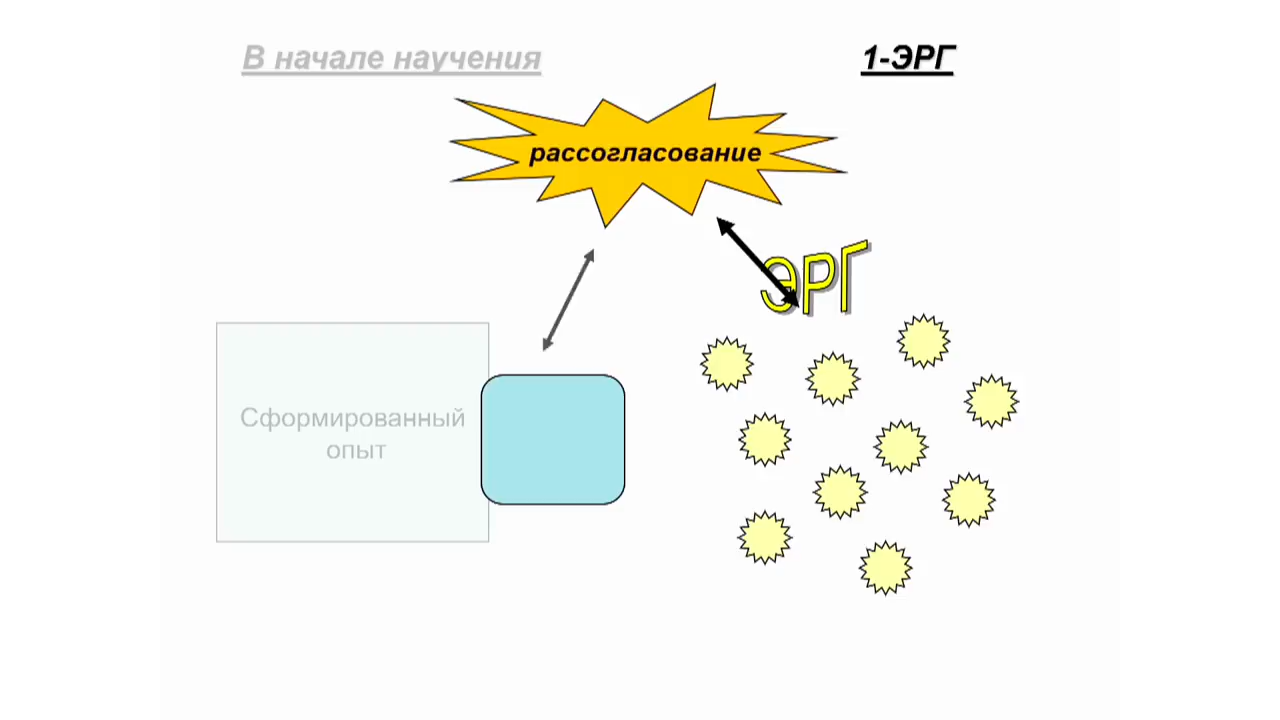 В начале научения
1-ЭРГ
рассогласование
ЭРГ
Сформированный
опыт